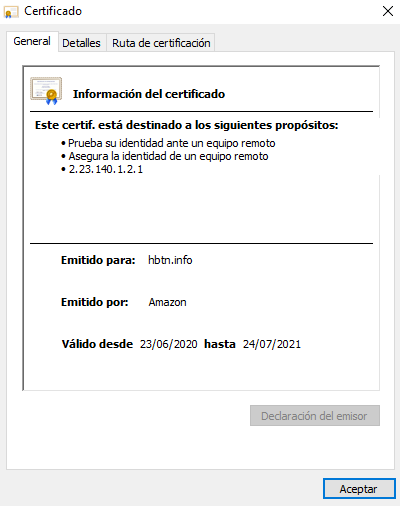 Certificado
General
Detalles
Ruta de certificación
Información del certificado
Este certif. está destinado a los siguientes propósitos:
• Prueba su identidad ante un equipo remoto
• Asegura la identidad de un equipo remoto
• 2.23.140.1.2.1
Emitido para: hbtn.info
Emitido por: Amazon
Válido desde 23/06/2020 hasta 24/07/2021
Declaración del emisor
Aceptar